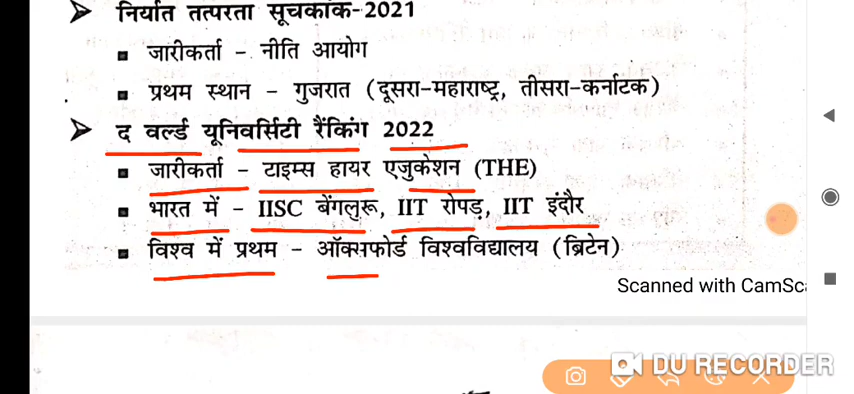 ➤ निर्यात तत्परता सूचकांक-2021
▪ जारीकर्ता - नीति आयोग
▪ प्रथम स्थान - गुजरात (दूसरा-महाराष्ट्र, तीसरा-कर्नाटक)
➤ द वर्ल्ड यूनिवर्सिटी रैंकिंग 2022
▪ जारीकर्ता - टाइम्स हायर एजुकेशन (THE)
▪ भारत में - IISC बेंगलुरू, IIT रोपड़, IIT इंदौर
▪ विश्व में प्रथम - ऑक्सफोर्ड विश्वविद्यालय (ब्रिटेन)
Scanned with CamSc
DU RECORDER